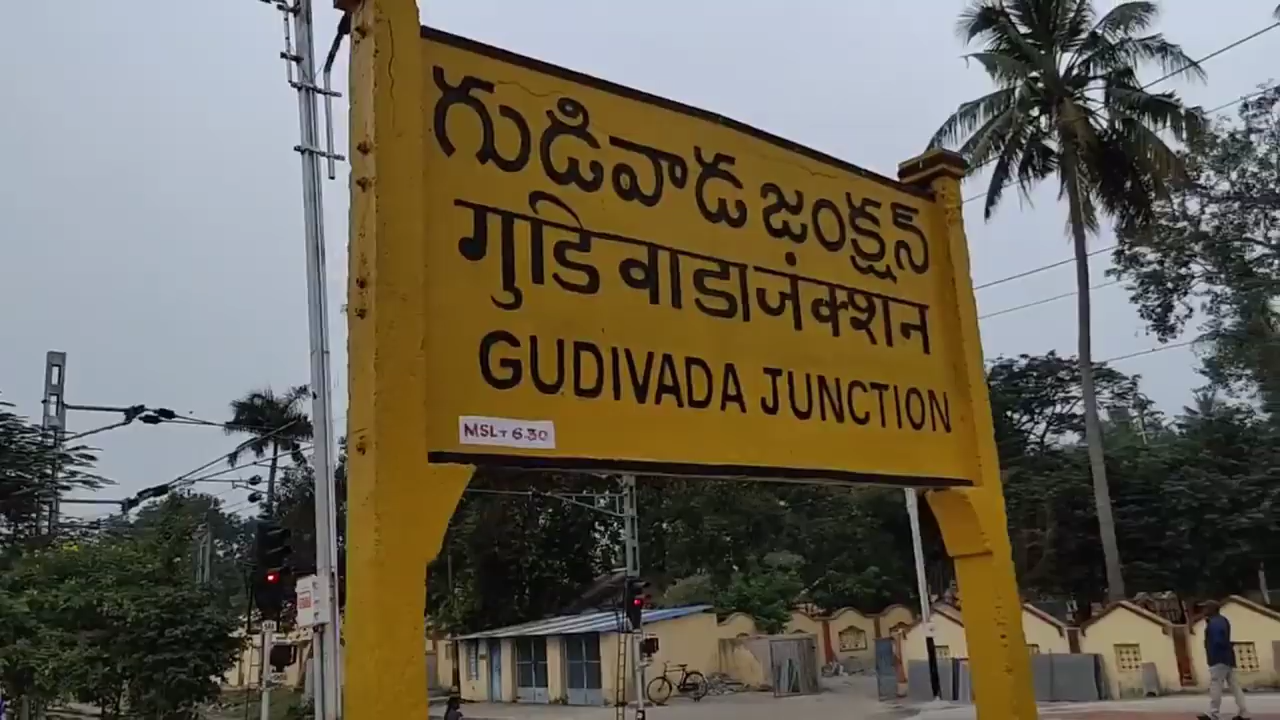 గుడివాడ జంక్షన్
गुडिवाडा जंक्शन
GUDIVADA JUNCTION
MSL+6.30